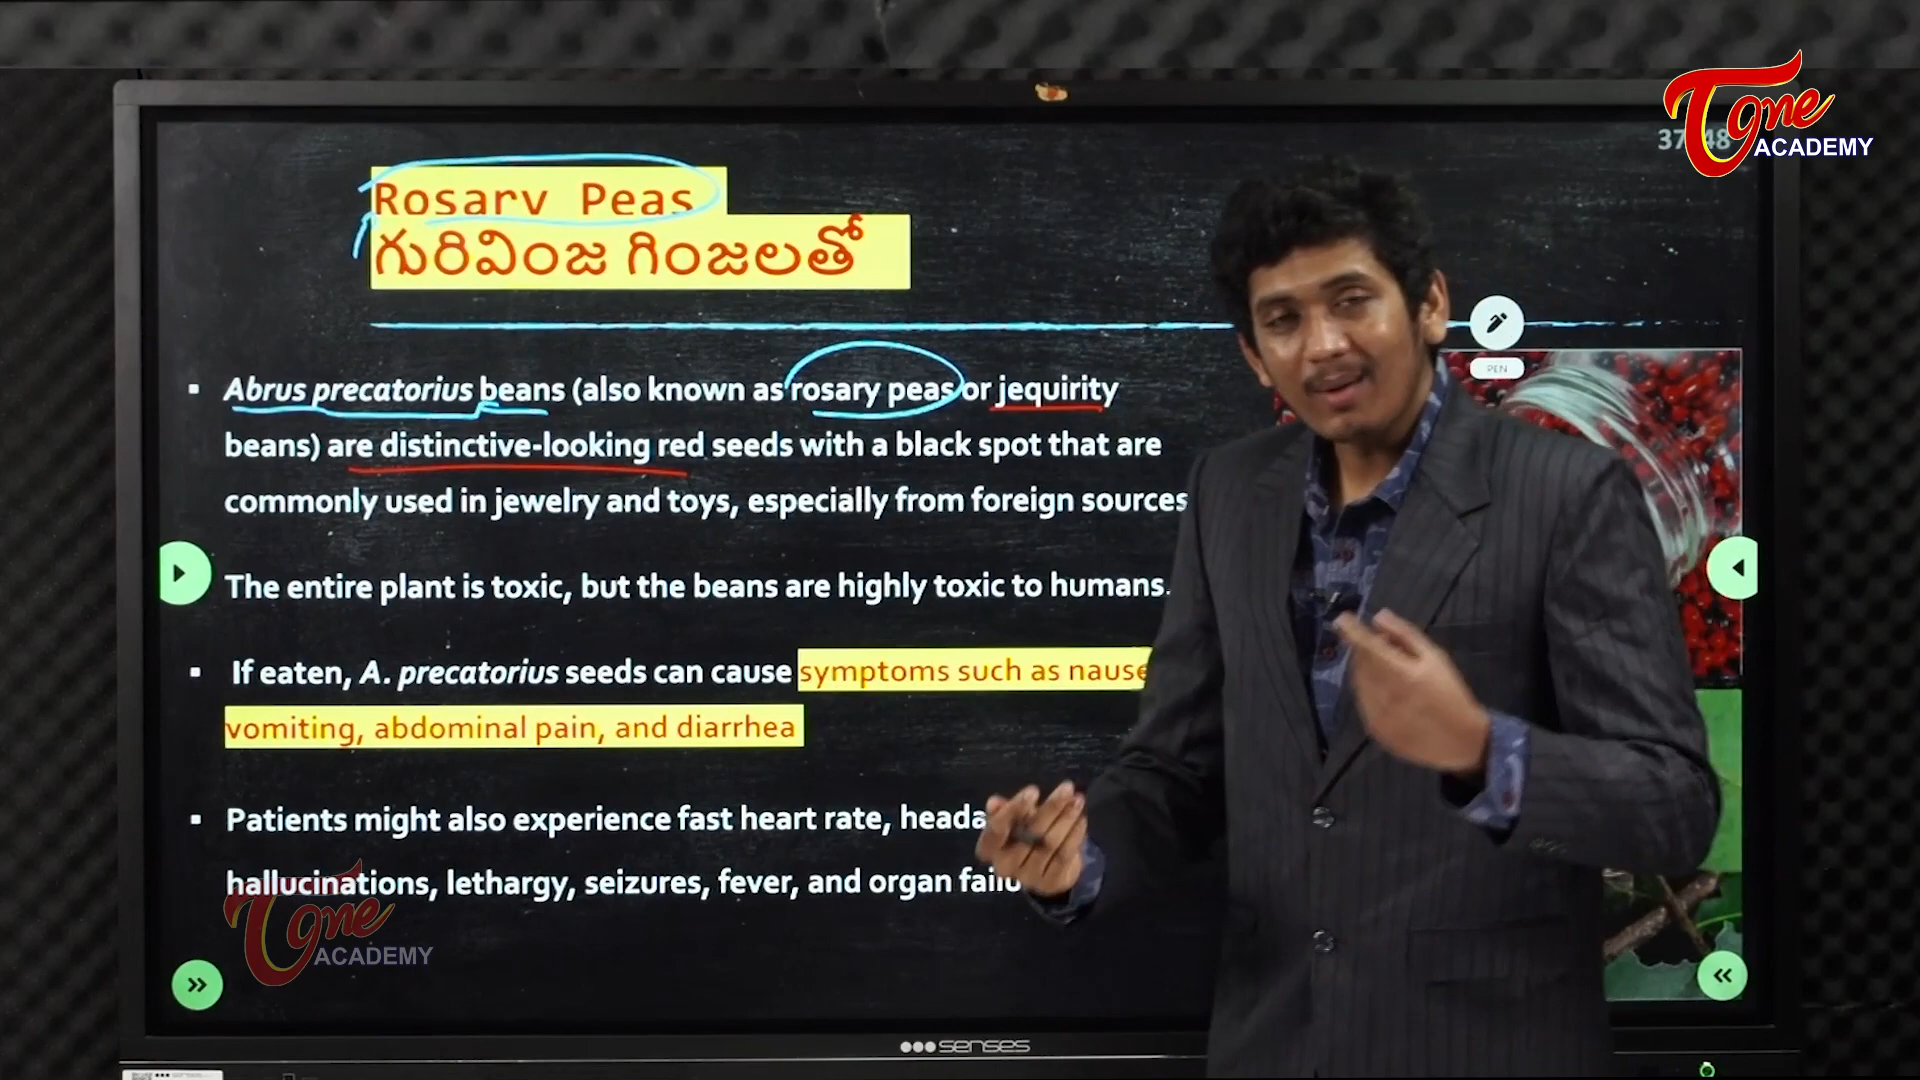 Tone
ACADEMY
Rosary Peas
గురివింజ గింజలతో
PEN
Abrus precatorius beans (also known as rosary peas or jequirity
beans) are distinctive-looking red seeds with a black spot that are
commonly used in jewelry and toys, especially from foreign sources
The entire plant is toxic, but the beans are highly toxic to humans.
If eaten, A. precatorius seeds can cause symptoms such as nause
vomiting, abdominal pain, and diarrhea
Patients might also experience fast heart rate, heada
hallucinations, lethargy, seizures, fever, and organ failu
Tone
ACADEMY
senses